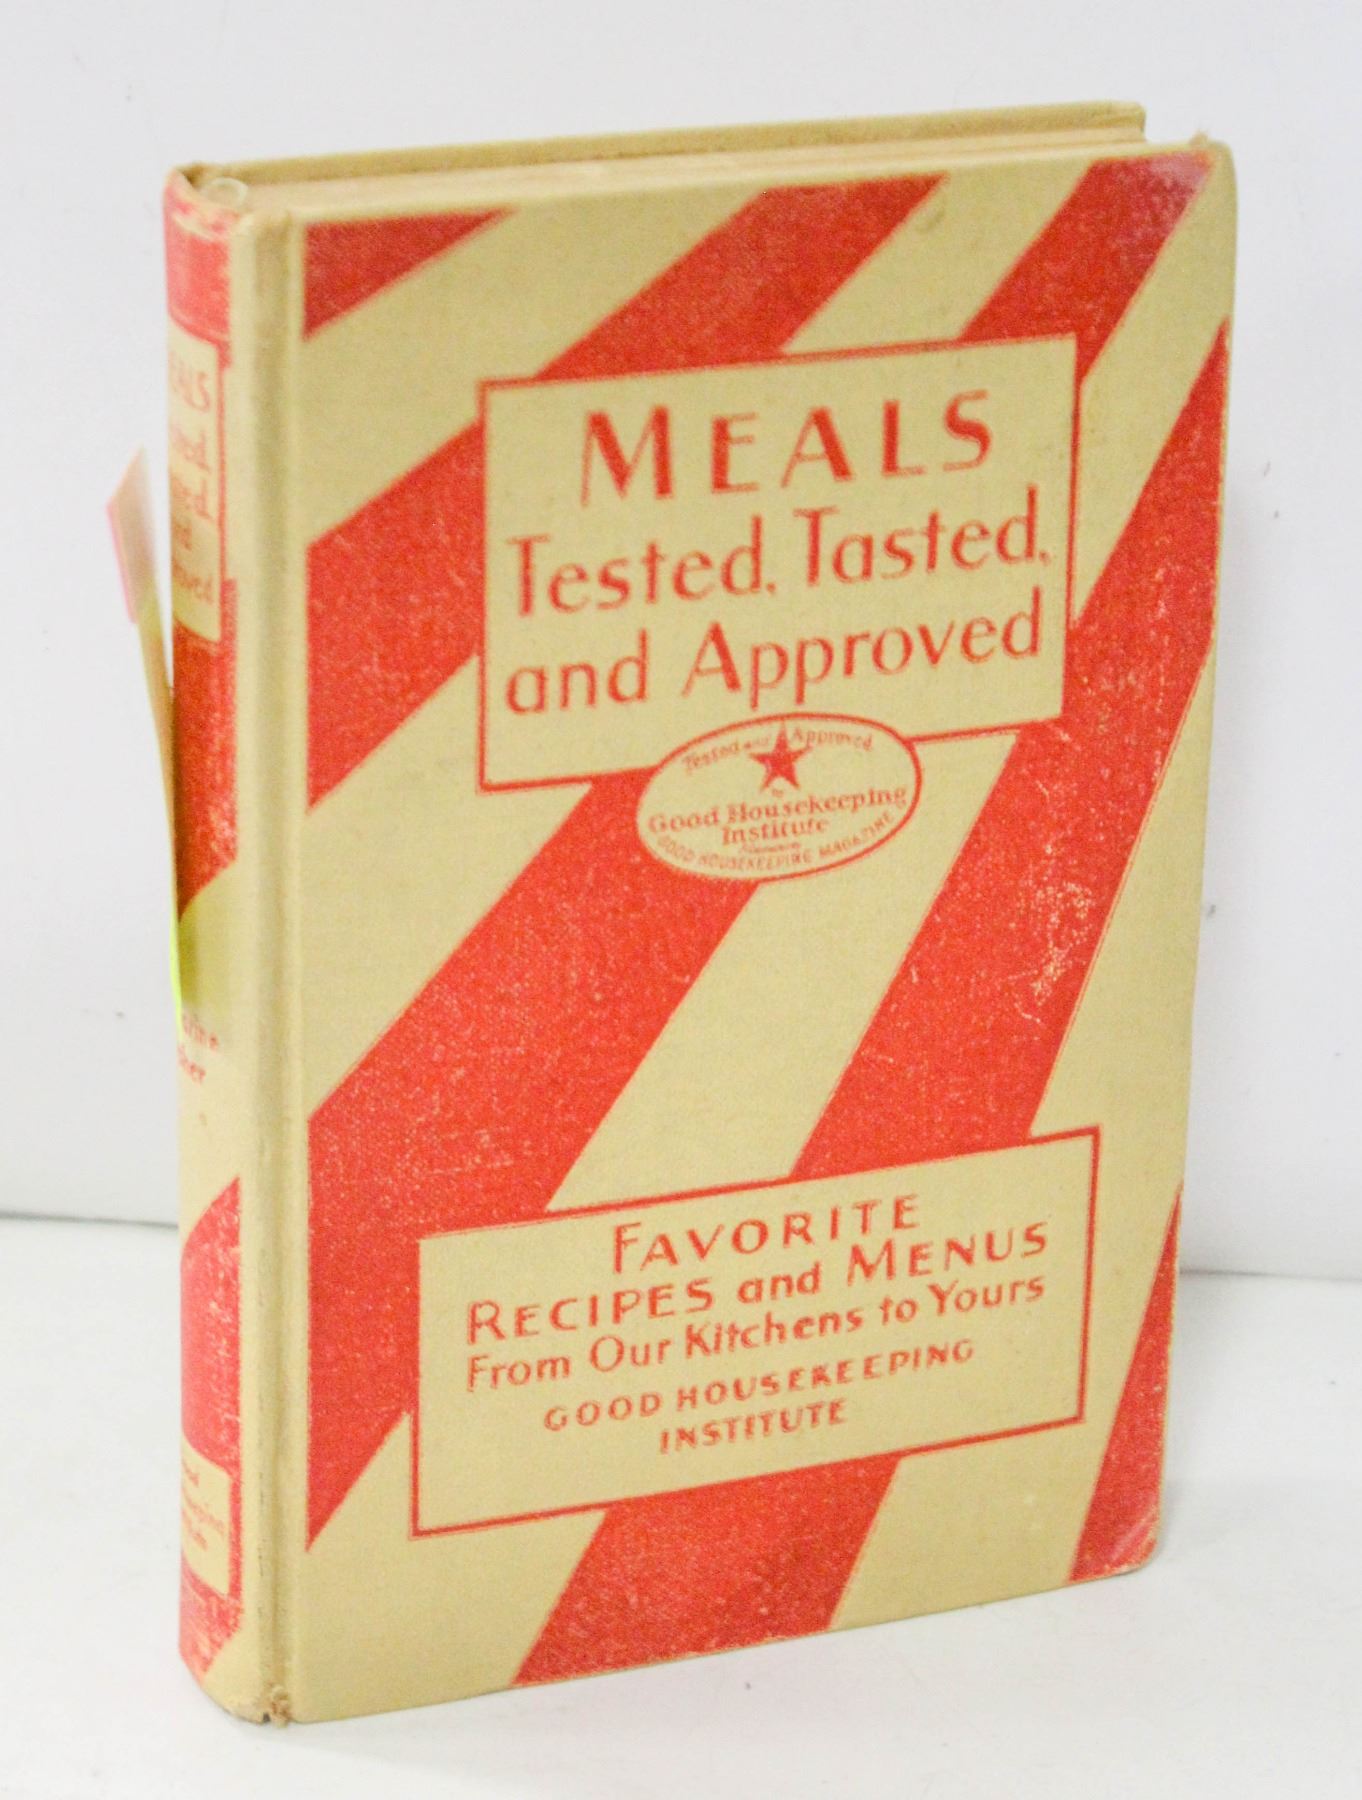 MEALS
Tested, Tasted,
and Approved
Tested and Approved
by
Good Housekeeping
Institute
GOOD HOUSEKEEPING MAGAZINE
FAVORITE
RECIPES and MENUS
From Our Kitchens to Yours
GOOD HOUSEKEEPING
INSTITUTE